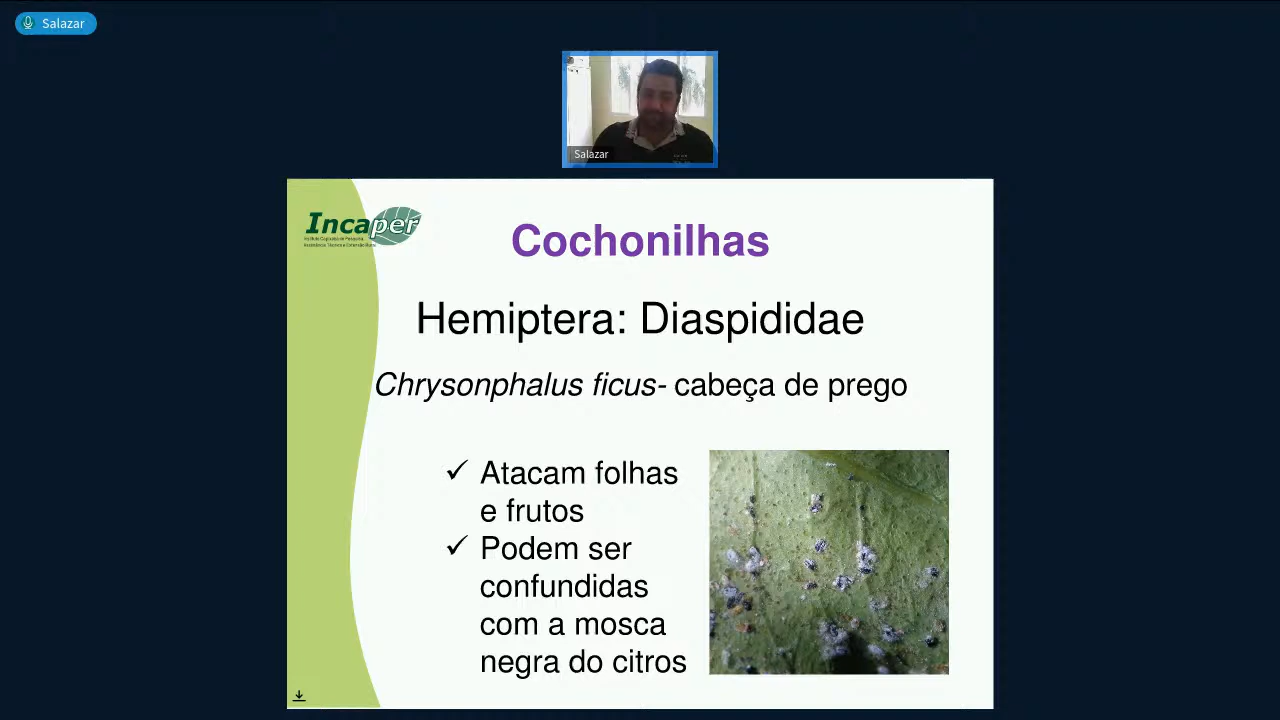 Salazar
Salazar
Incaper
Cochonilhas
Hemiptera: Diaspididae
Chrysonphalus ficus- cabeça de prego
✓ Atacam folhas
e frutos
✓ Podem ser
confundidas
com a mosca
negra do citros